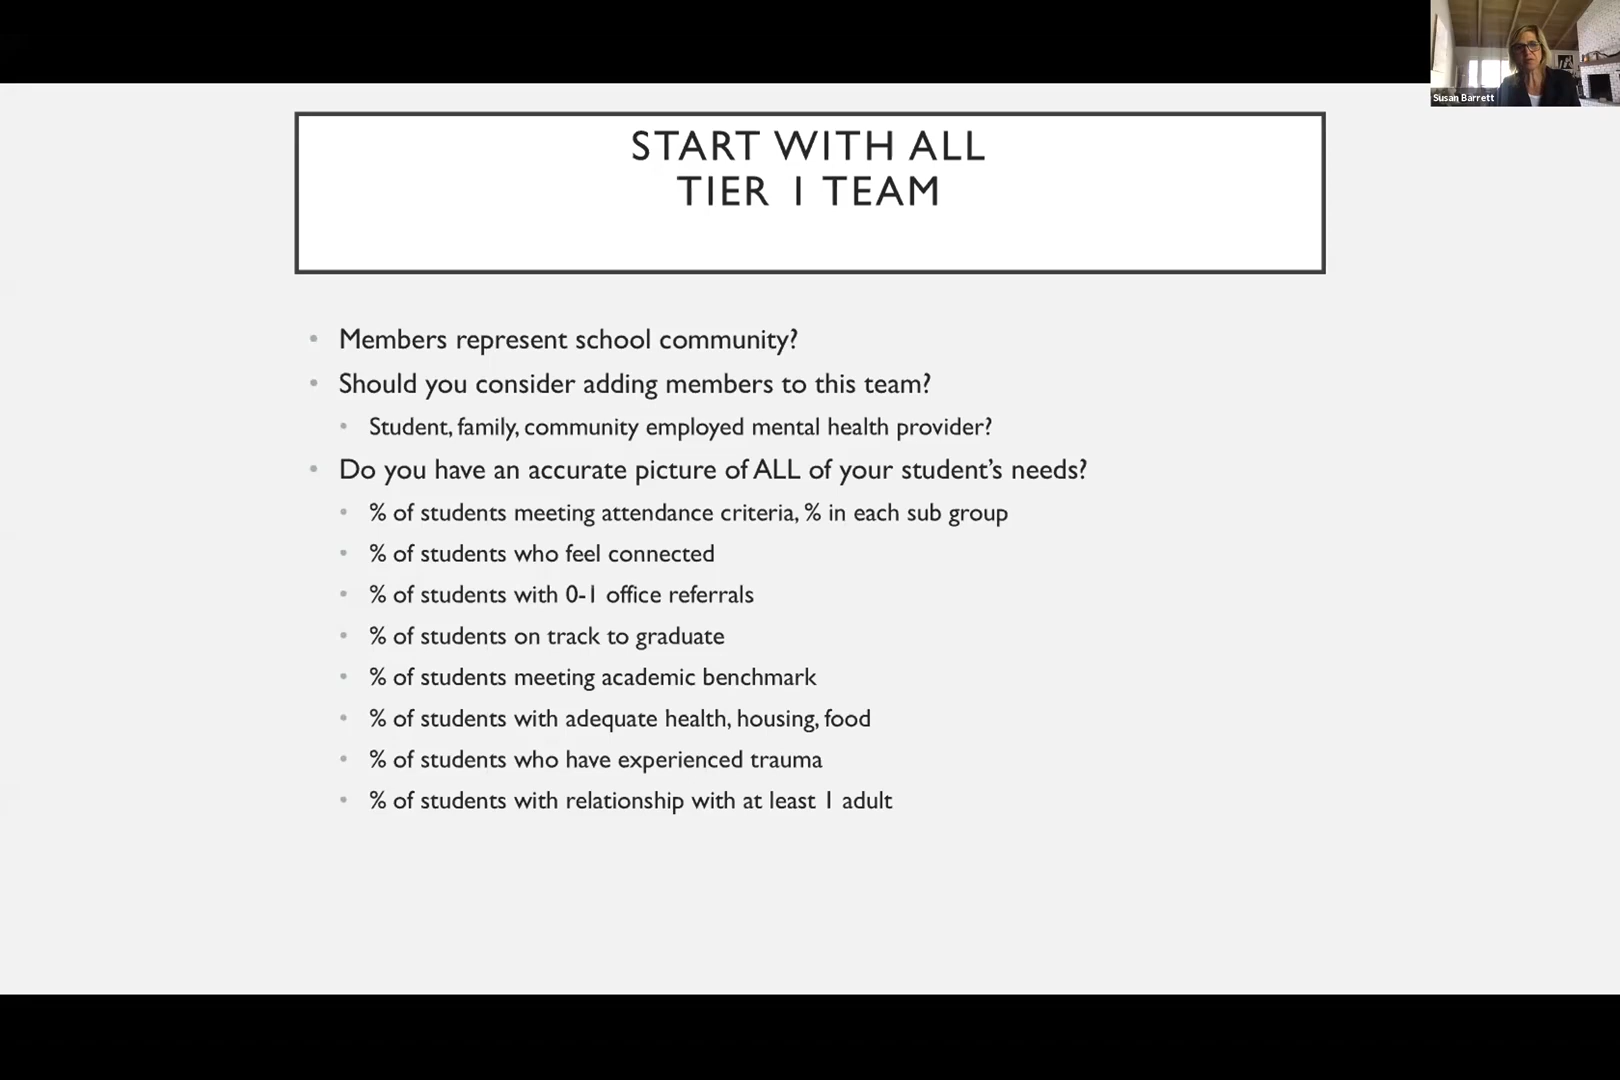 Susan Barrett
START WITH ALL
TIER 1 TEAM
• Members represent school community?
• Should you consider adding members to this team?
• Student, family, community employed mental health provider?
• Do you have an accurate picture of ALL of your student’s needs?
• % of students meeting attendance criteria, % in each sub group
• % of students who feel connected
• % of students with 0-1 office referrals
• % of students on track to graduate
• % of students meeting academic benchmark
• % of students with adequate health, housing, food
• % of students who have experienced trauma
• % of students with relationship with at least 1 adult